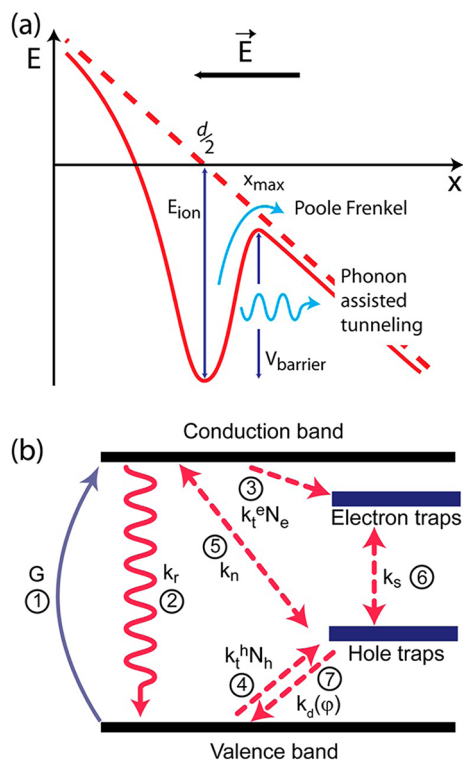 (a)
E
E
d/2
x
E_ion
x_max
Poole Frenkel
Phonon
assisted
tunneling
V_barrier
(b)
Conduction band
③
k_t^e N_e
Electron traps
G
①
k_r
②
⑤
k_n
k_s ⑥
k_t^h N_h
④
Hole traps
⑦
k_d(φ)
Valence band